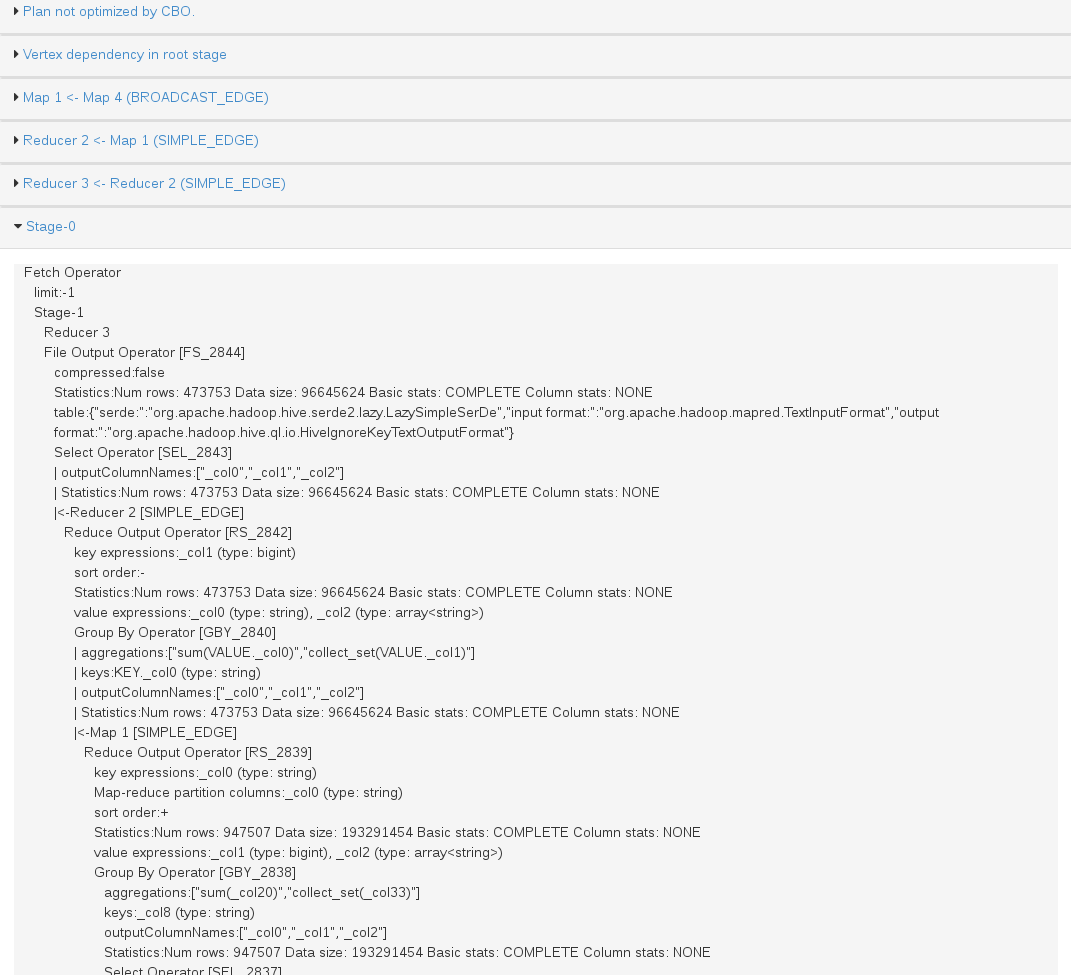 Plan not optimized by CBO.
Vertex dependency in root stage
Map 1 <- Map 4 (BROADCAST_EDGE)
Reducer 2 <- Map 1 (SIMPLE_EDGE)
Reducer 3 <- Reducer 2 (SIMPLE_EDGE)
Stage-0
Fetch Operator
limit:-1
Stage-1
Reducer 3
File Output Operator [FS_2844]
compressed:false
Statistics:Num rows: 473753 Data size: 96645624 Basic stats: COMPLETE Column stats: NONE
table:{"serde:":"org.apache.hadoop.hive.serde2.lazy.LazySimpleSerDe","input format:":"org.apache.hadoop.mapred.TextInputFormat","output
format:":"org.apache.hadoop.hive.ql.io.HiveIgnoreKeyTextOutputFormat"}
Select Operator [SEL_2843]
| outputColumnNames:["_col0","_col1","_col2"]
| Statistics:Num rows: 473753 Data size: 96645624 Basic stats: COMPLETE Column stats: NONE
|<-Reducer 2 [SIMPLE_EDGE]
Reduce Output Operator [RS_2842]
key expressions:_col1 (type: bigint)
sort order:-
Statistics:Num rows: 473753 Data size: 96645624 Basic stats: COMPLETE Column stats: NONE
value expressions:_col0 (type: string), _col2 (type: array<string>)
Group By Operator [GBY_2840]
| aggregations:["sum(VALUE._col0)","collect_set(VALUE._col1)"]
| keys:KEY._col0 (type: string)
| outputColumnNames:["_col0","_col1","_col2"]
| Statistics:Num rows: 473753 Data size: 96645624 Basic stats: COMPLETE Column stats: NONE
|<-Map 1 [SIMPLE_EDGE]
Reduce Output Operator [RS_2839]
key expressions:_col0 (type: string)
Map-reduce partition columns:_col0 (type: string)
sort order:+
Statistics:Num rows: 947507 Data size: 193291454 Basic stats: COMPLETE Column stats: NONE
value expressions:_col1 (type: bigint), _col2 (type: array<string>)
Group By Operator [GBY_2838]
aggregations:["sum(_col20)","collect_set(_col33)"]
keys:_col8 (type: string)
outputColumnNames:["_col0","_col1","_col2"]
Statistics:Num rows: 947507 Data size: 193291454 Basic stats: COMPLETE Column stats: NONE
Select Operator [SEL_2837]